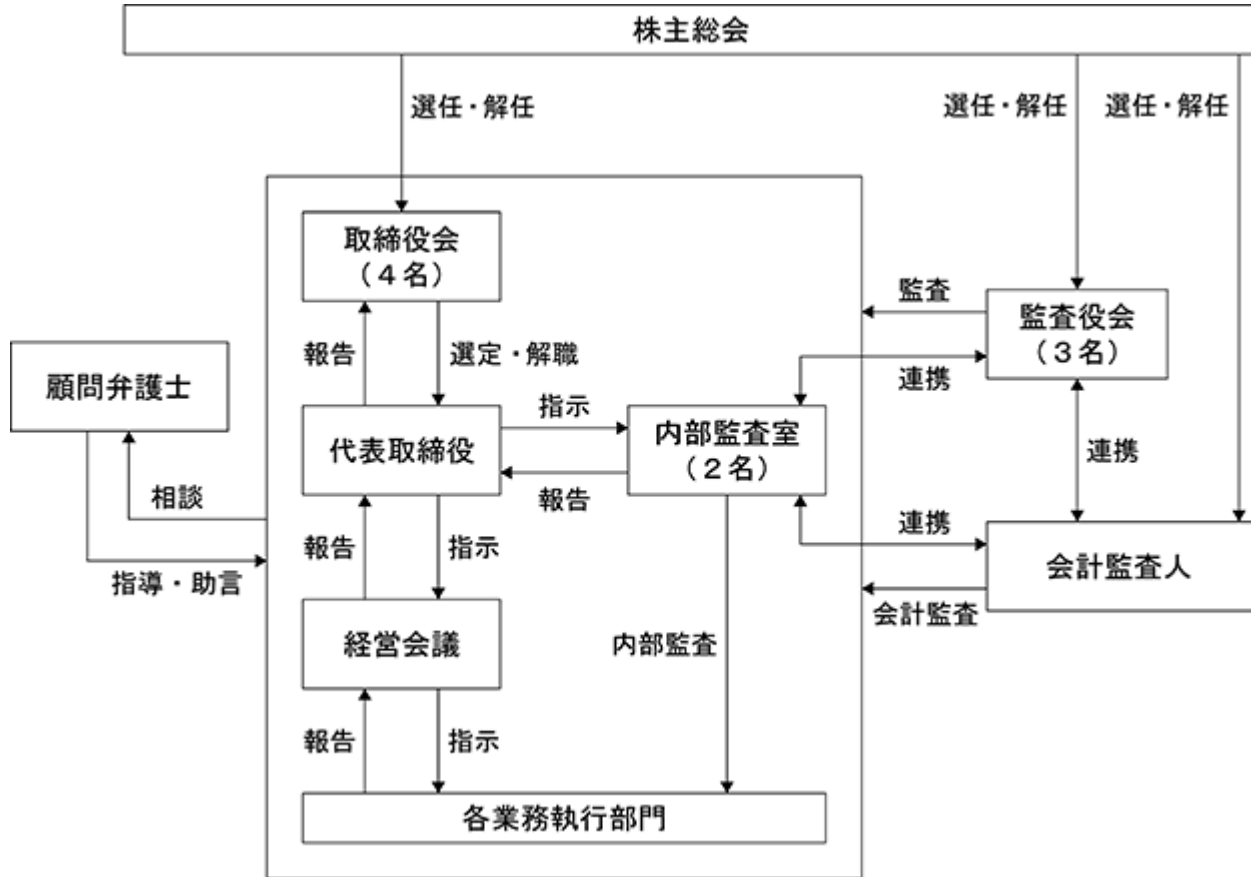 株主総会
選任・解任
選任・解任
選任・解任
取締役会
（４名）
監査
監査役会
（３名）
報告
選定・解職
連携
顧問弁護士
指示
代表取締役
内部監査室
（２名）
連携
報告
相談
連携
報告
指示
会計監査人
指導・助言
会計監査
経営会議
内部監査
報告
指示
各業務執行部門